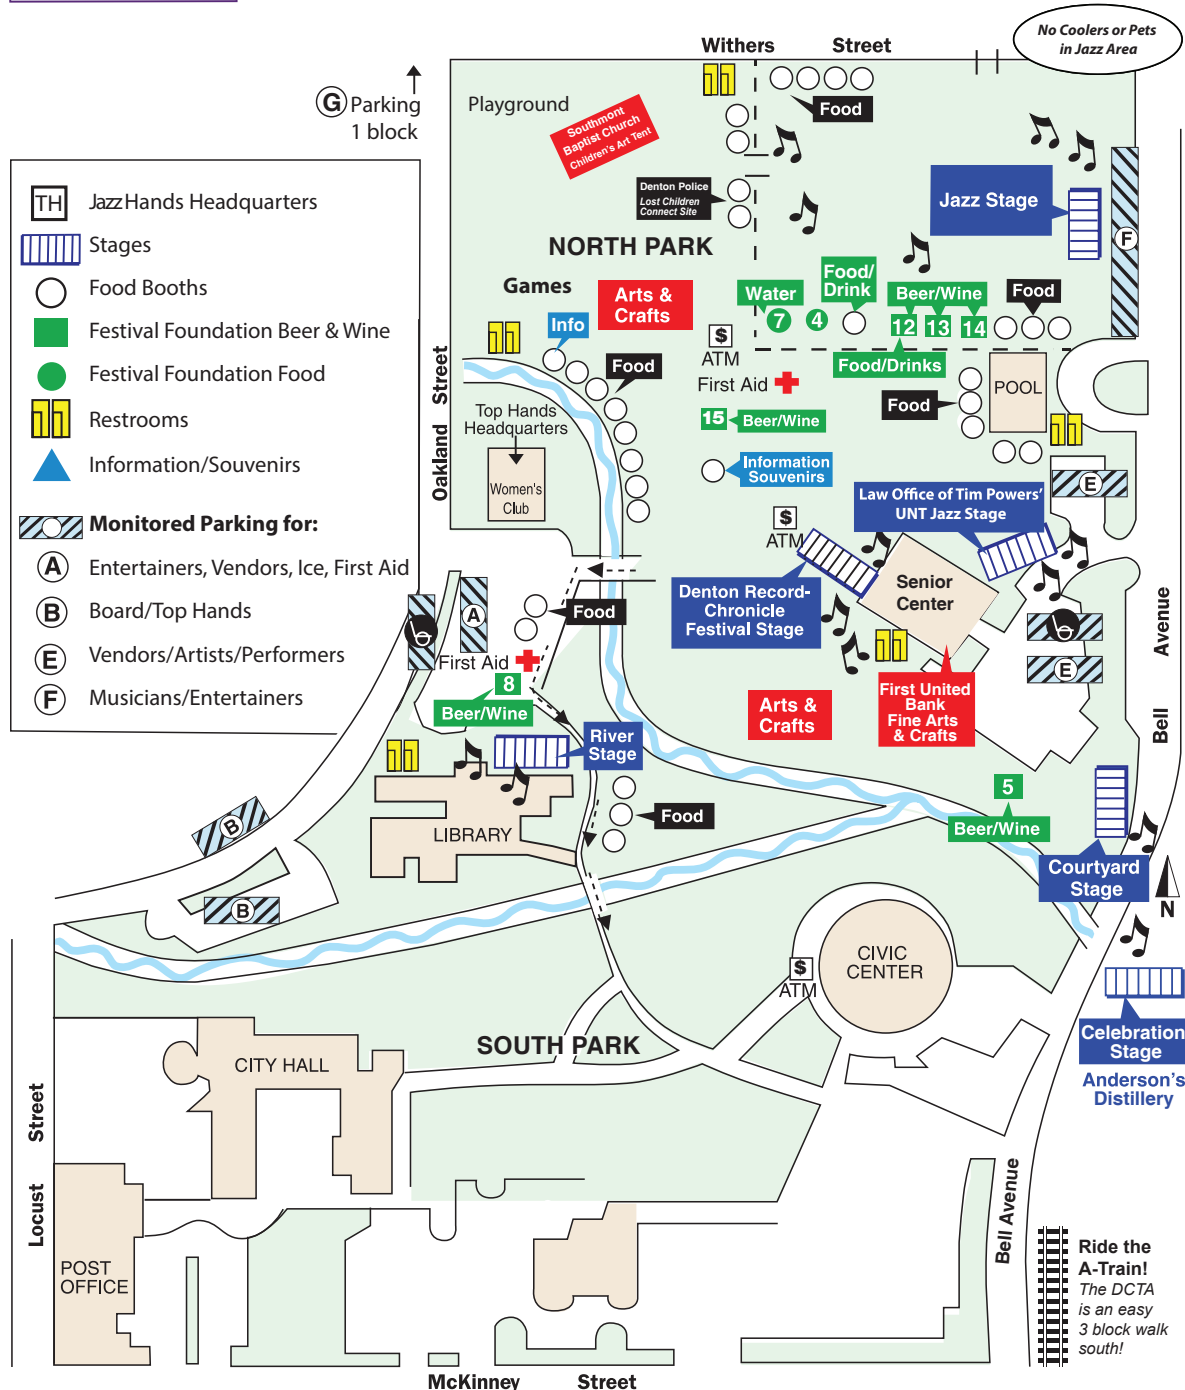 No Coolers or Pets
in Jazz Area
Withers Street
G Parking
1 block
Playground
Southmont
Baptist Church
Children's Art Tent
Food
Denton Police
Lost Children
Connect Site
Jazz Stage
F
NORTH PARK
TH Jazz Hands Headquarters
Stages
Food Booths
Festival Foundation Beer & Wine
Festival Foundation Food
Restrooms
Information/Souvenirs
Monitored Parking for:
A Entertainers, Vendors, Ice, First Aid
B Board/Top Hands
E Vendors/Artists/Performers
F Musicians/Entertainers
Games
Arts &
Crafts
Info
Water
7
4
Food/
Drink
Beer/Wine
12
13
14
Food
Food/Drinks
$
ATM
First Aid
Food
15
Beer/Wine
Food
POOL
Oakland Street
Top Hands
Headquarters
Women's
Club
Information
Souvenirs
E
Law Office of Tim Powers'
UNT Jazz Stage
$
ATM
Senior
Center
Denton Record-
Chronicle
Festival Stage
A
Food
First Aid
8
Beer/Wine
River
Stage
Arts &
Crafts
First United
Bank
Fine Arts
& Crafts
E
Bell Avenue
5
Beer/Wine
Courtyard
Stage
N
LIBRARY
Food
B
B
CIVIC
CENTER
$
ATM
Celebration
Stage
Anderson's
Distillery
SOUTH PARK
CITY HALL
Locust Street
POST
OFFICE
Bell Avenue
Ride the
A-Train!
The DCTA
is an easy
3 block walk
south!
McKinney Street